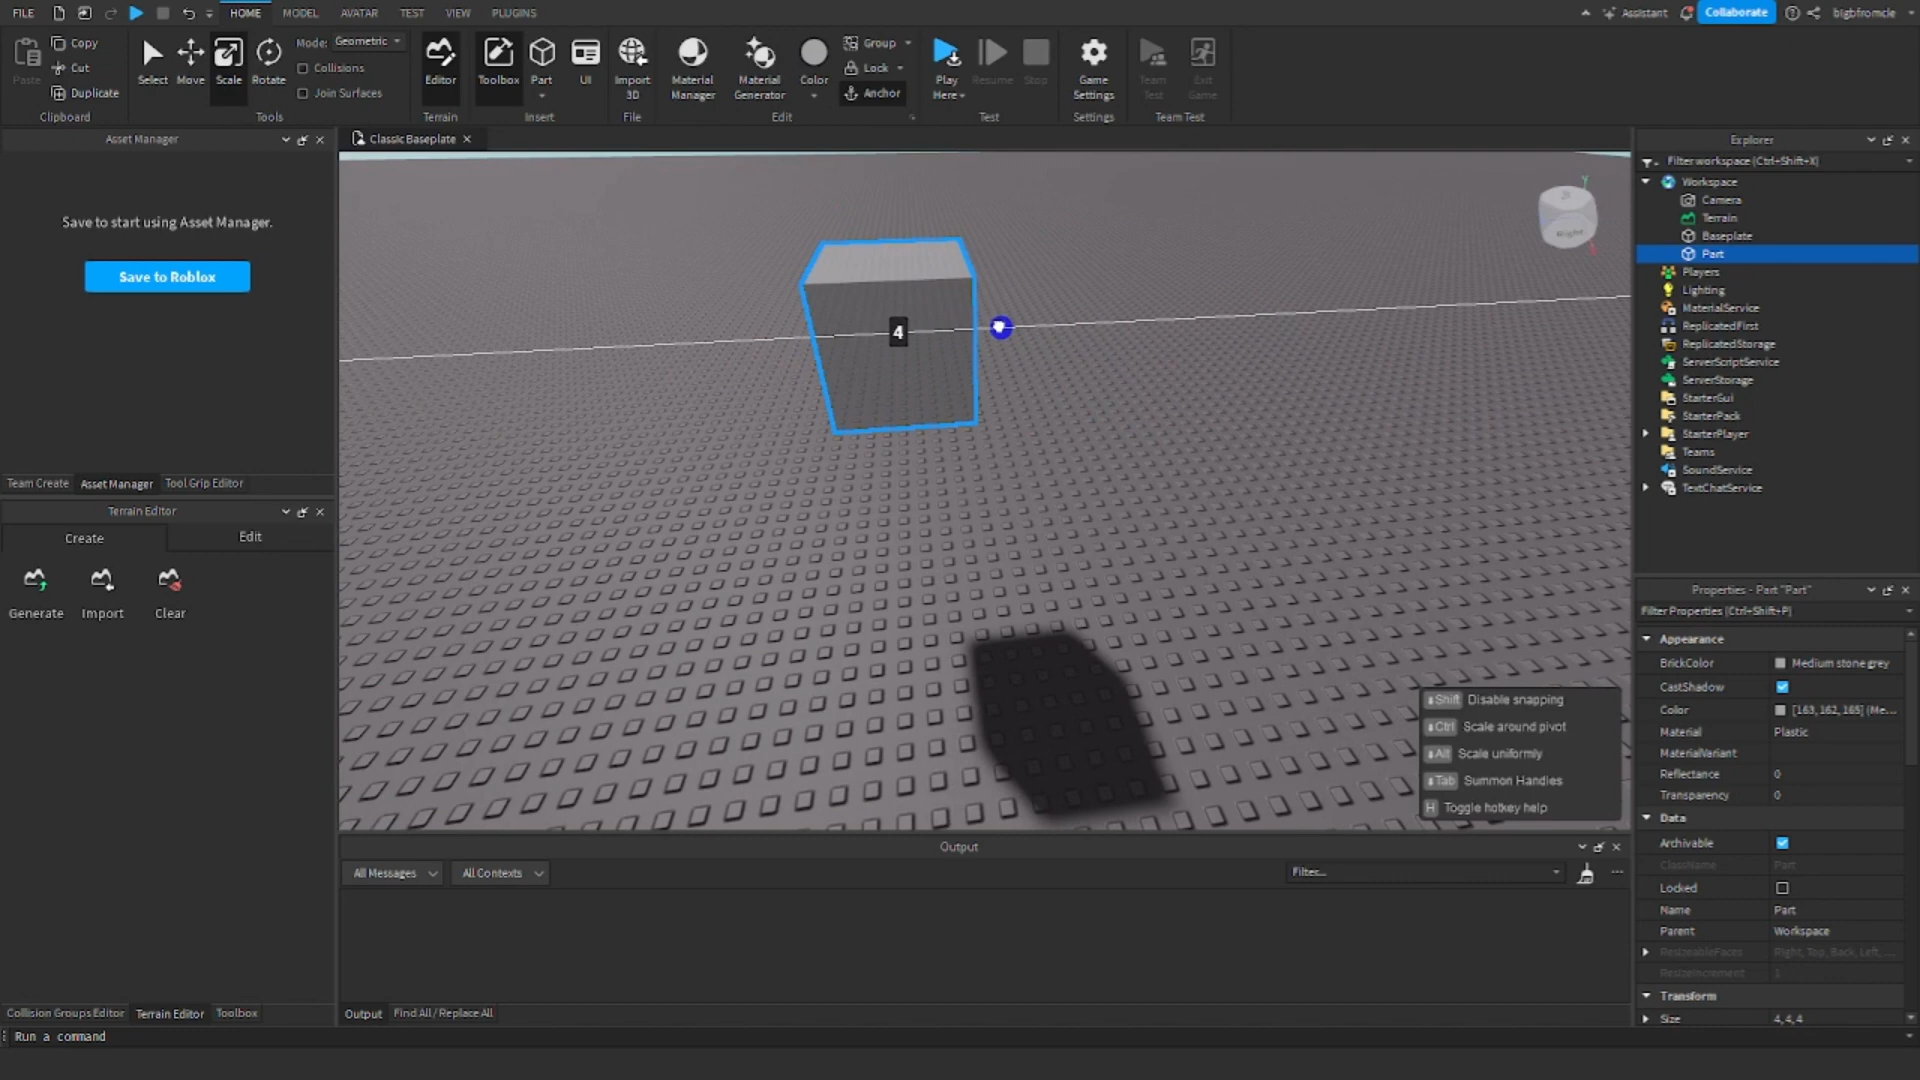 FILE HOME MODEL AVATAR TEST VIEW PLUGINS Assistant Collaborate bigbfromcle
Paste Copy Cut Duplicate
Clipboard
Select Move Scale Rotate
Mode: Geometric
Collisions
Join Surfaces
Tools
Editor
Terrain
Toolbox Part UI
Insert
Import 3D
File
Material Manager Material Generator Color
Group
Lock
Anchor
Edit
Play Here Resume Stop
Test
Game Settings
Settings
Team Test Exit Game
Team Test
Asset Manager
Save to start using Asset Manager.
Save to Roblox
Team Create Asset Manager Tool Grip Editor
Terrain Editor
Create Edit
Generate Import Clear
Collision Groups Editor Terrain Editor Toolbox
Classic Baseplate
Y
Right
4
Shift Disable snapping
Ctrl Scale around pivot
Alt Scale uniformly
Tab Summon Handles
H Toggle hotkey help
Output
All Messages All Contexts Filter...
Output Find All / Replace All
Run a command
Explorer
Filter workspace (Ctrl+Shift+X)
Workspace
Camera
Terrain
Baseplate
Part
Players
Lighting
MaterialService
ReplicatedFirst
ReplicatedStorage
ServerScriptService
ServerStorage
StarterGui
StarterPack
StarterPlayer
Teams
SoundService
TextChatService
Properties - Part "Part"
Filter Properties (Ctrl+Shift+P)
Appearance
BrickColor Medium stone grey
CastShadow
Color [163, 162, 165] (Me...
Material Plastic
MaterialVariant
Reflectance 0
Transparency 0
Data
Archivable
ClassName Part
Locked
Name Part
Parent Workspace
ResizeableFaces Right, Top, Back, Left, ...
ResizeIncrement 1
Transform
Size 4, 4, 4